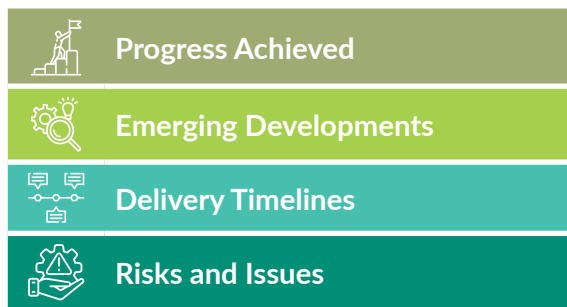 Progress Achieved
Emerging Developments
Delivery Timelines
Risks and Issues